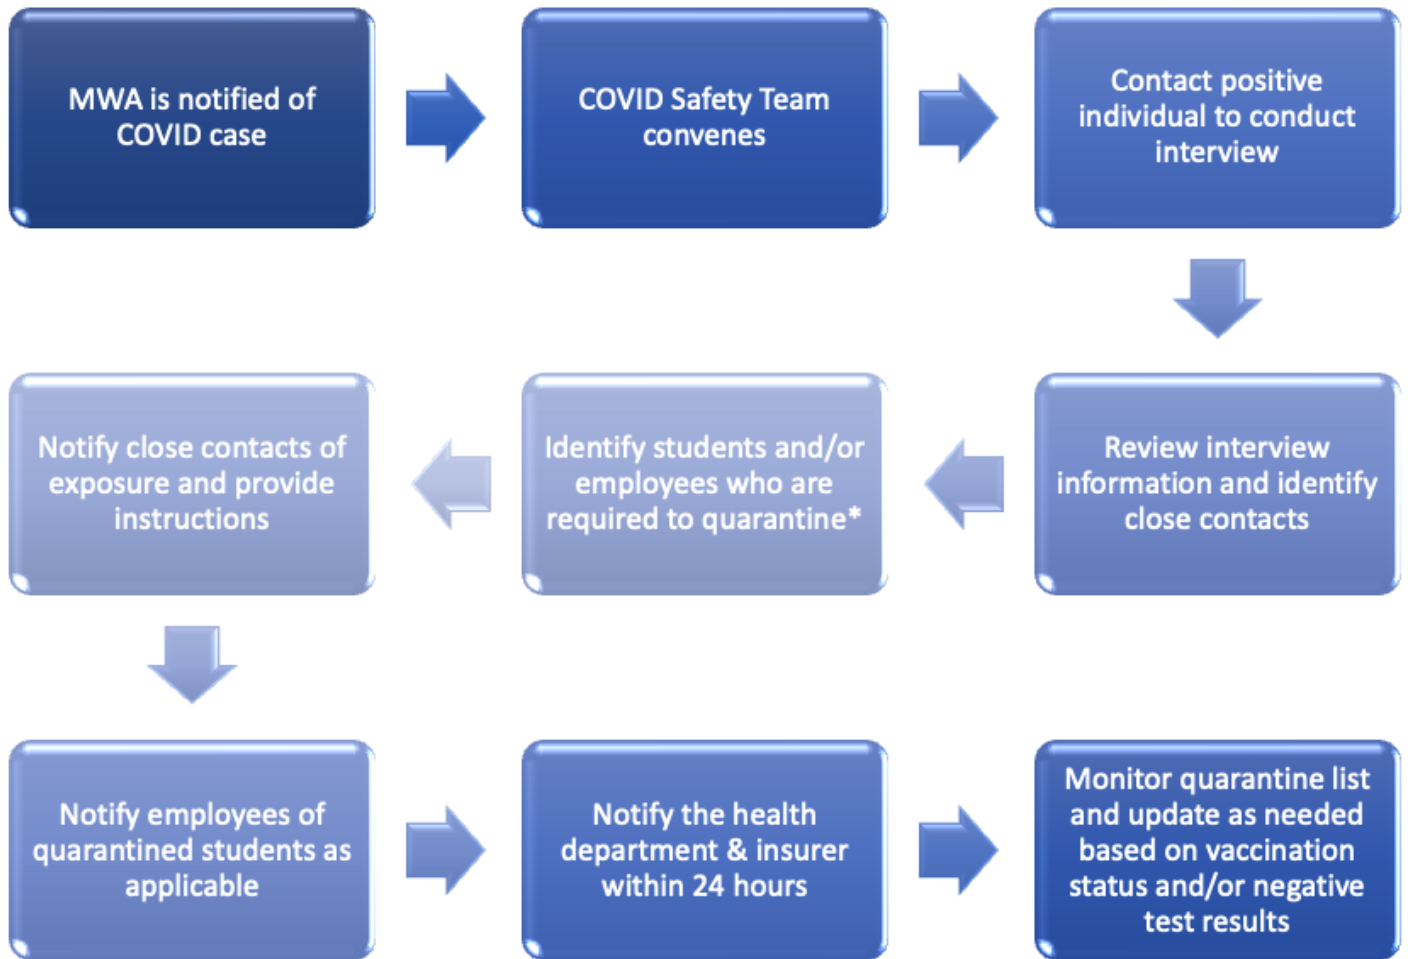 MWA is notified of
COVID case
COVID Safety Team
convenes
Contact positive
individual to conduct
interview
Review interview
information and identify
close contacts
Identify students and/or
employees who are
required to quarantine*
Notify close contacts of
exposure and provide
instructions
Notify employees of
quarantined students as
applicable
Notify the health
department & insurer
within 24 hours
Monitor quarantine list
and update as needed
based on vaccination
status and/or negative
test results